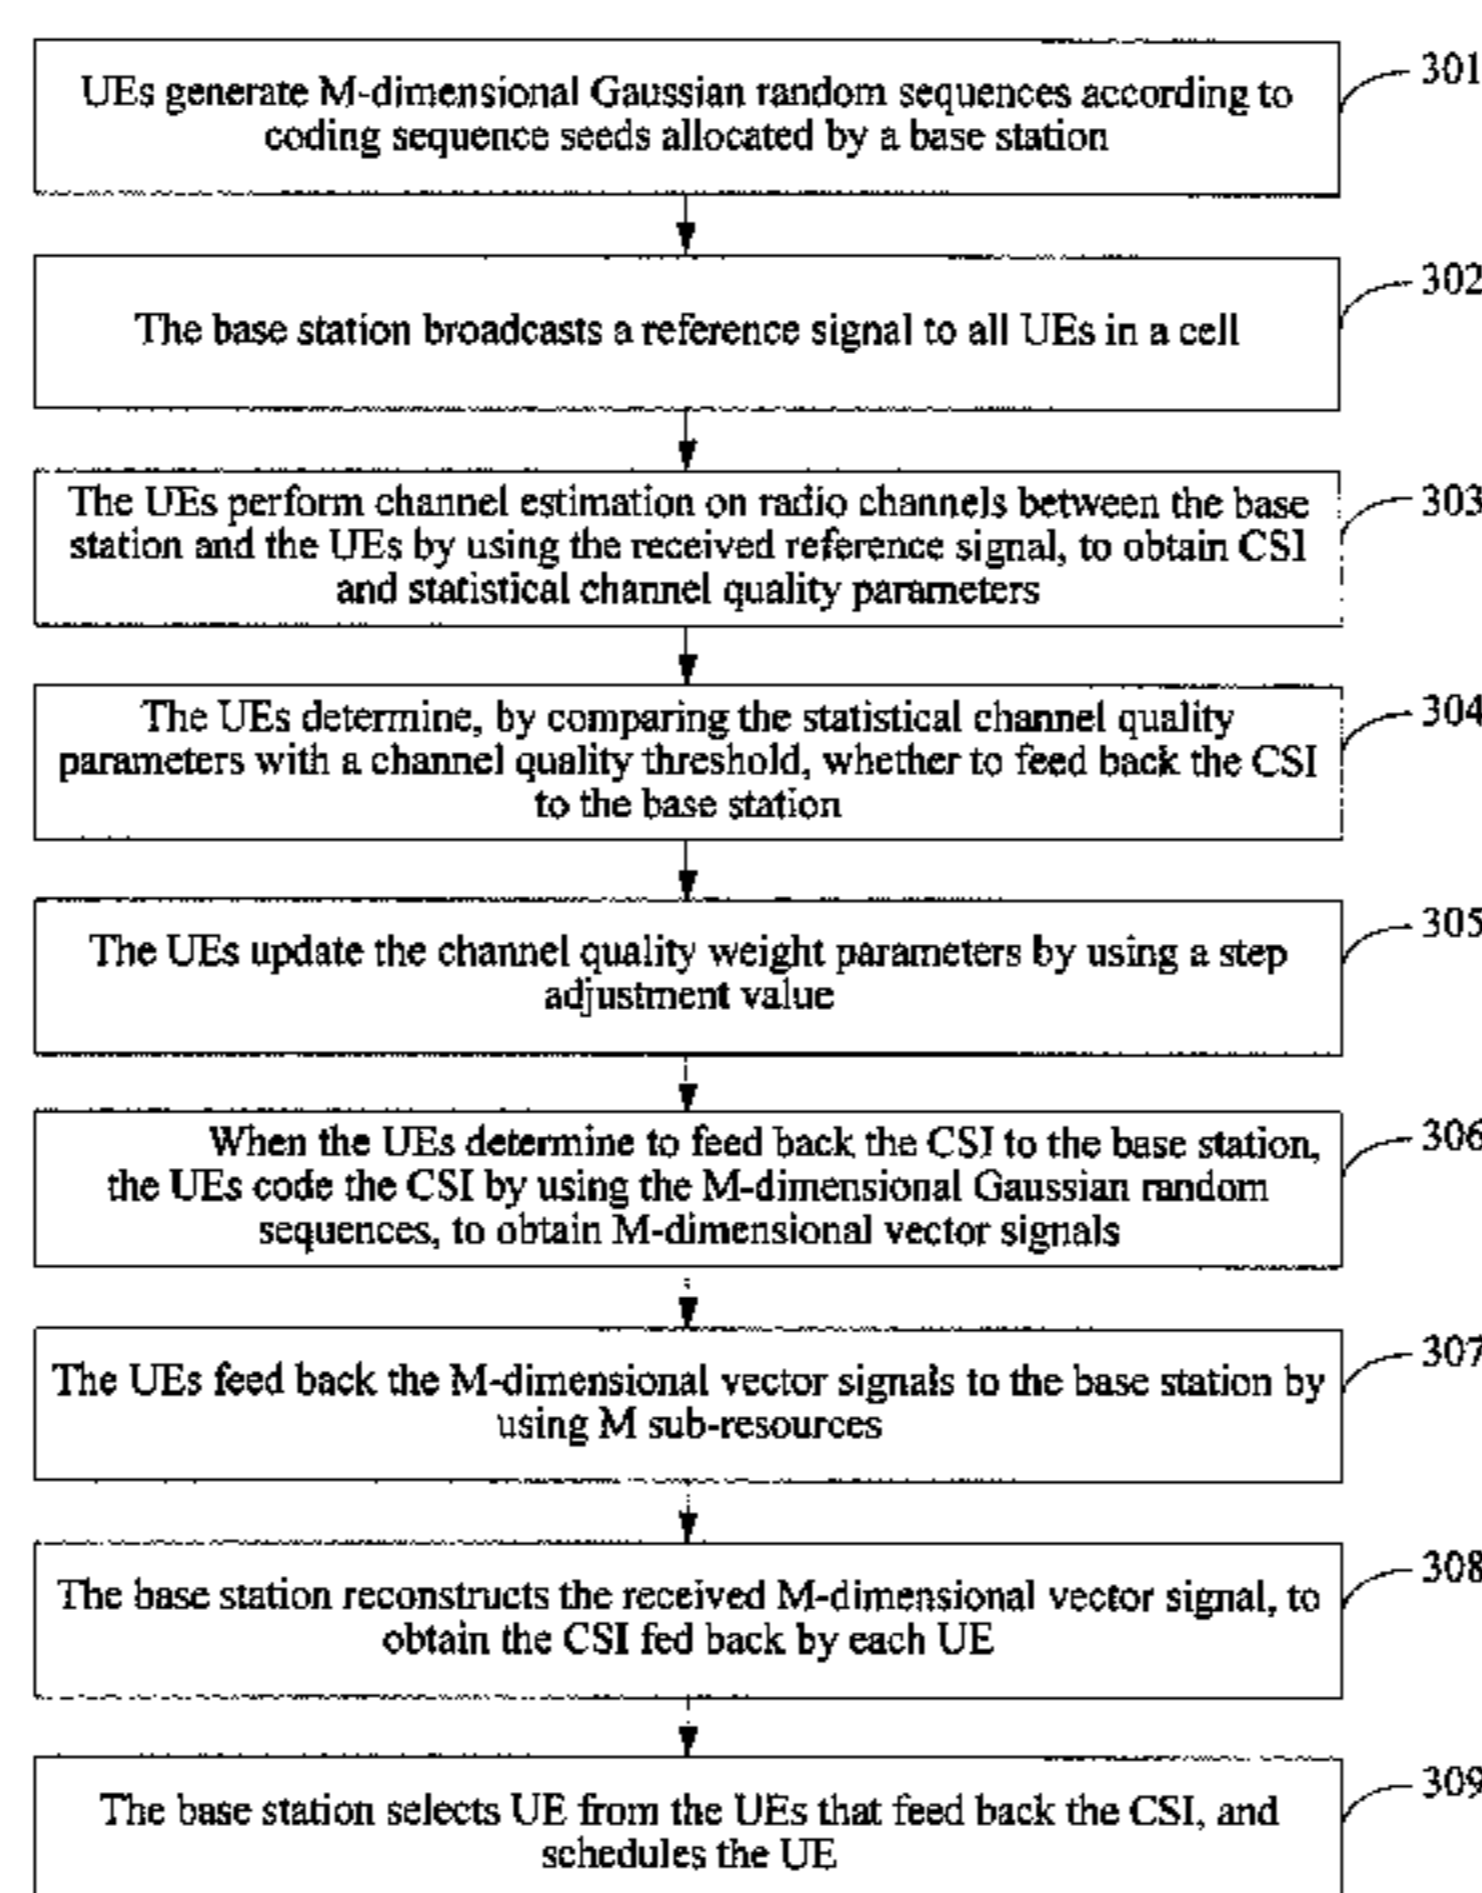 UEs generate M-dimensional Gaussian random sequences according to
coding sequence seeds allocated by a base station
301
The base station broadcasts a reference signal to all UEs in a cell
302
The UEs perform channel estimation on radio channels between the base
station and the UEs by using the received reference signal, to obtain CSI
and statistical channel quality parameters
303
The UEs determine, by comparing the statistical channel quality
parameters with a channel quality threshold, whether to feed back the CSI
to the base station
304
The UEs update the channel quality weight parameters by using a step
adjustment value
305
When the UEs determine to feed back the CSI to the base station,
the UEs code the CSI by using the M-dimensional Gaussian random
sequences, to obtain M-dimensional vector signals
306
The UEs feed back the M-dimensional vector signals to the base station by
using M sub-resources
307
The base station reconstructs the received M-dimensional vector signal, to
obtain the CSI fed back by each UE
308
The base station selects UE from the UEs that feed back the CSI, and
schedules the UE
309